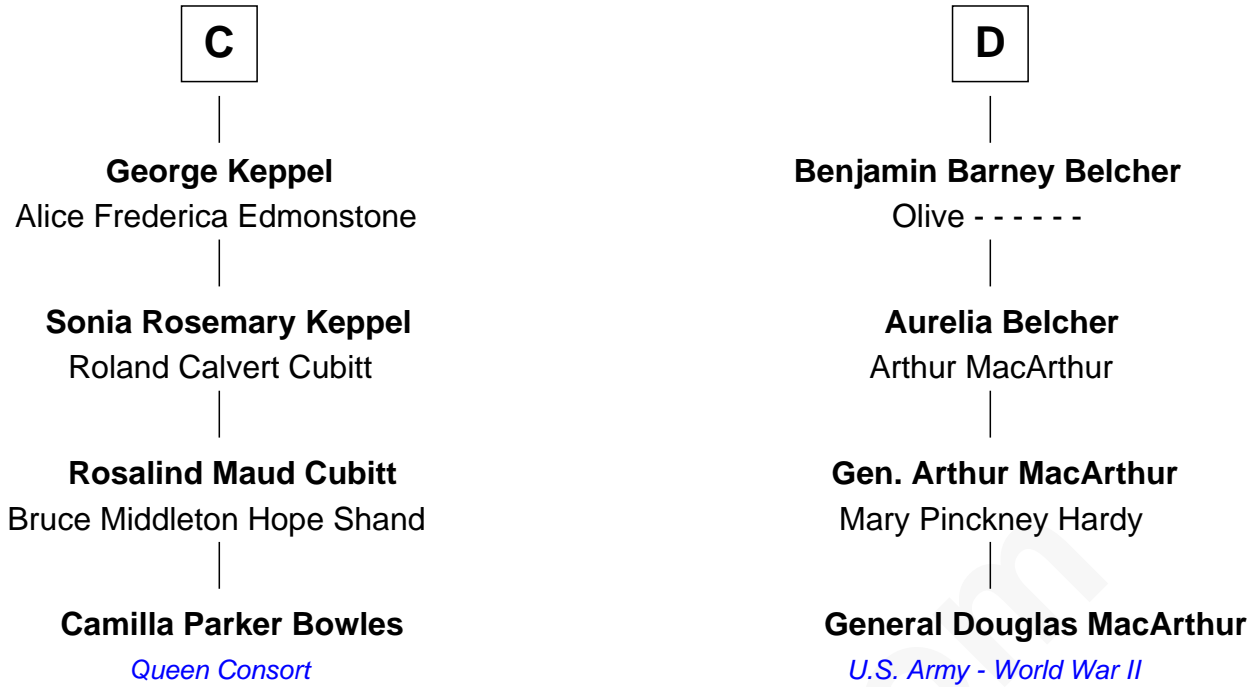 C
George Keppel
Alice Frederica Edmonstone
Sonia Rosemary Keppel
Roland Calvert Cubitt
Rosalind Maud Cubitt
Bruce Middleton Hope Shand
Camilla Parker Bowles
Queen Consort
D
Benjamin Barney Belcher
Olive - - - - - -
Aurelia Belcher
Arthur MacArthur
Gen. Arthur MacArthur
Mary Pinckney Hardy
General Douglas MacArthur
U.S. Army - World War II